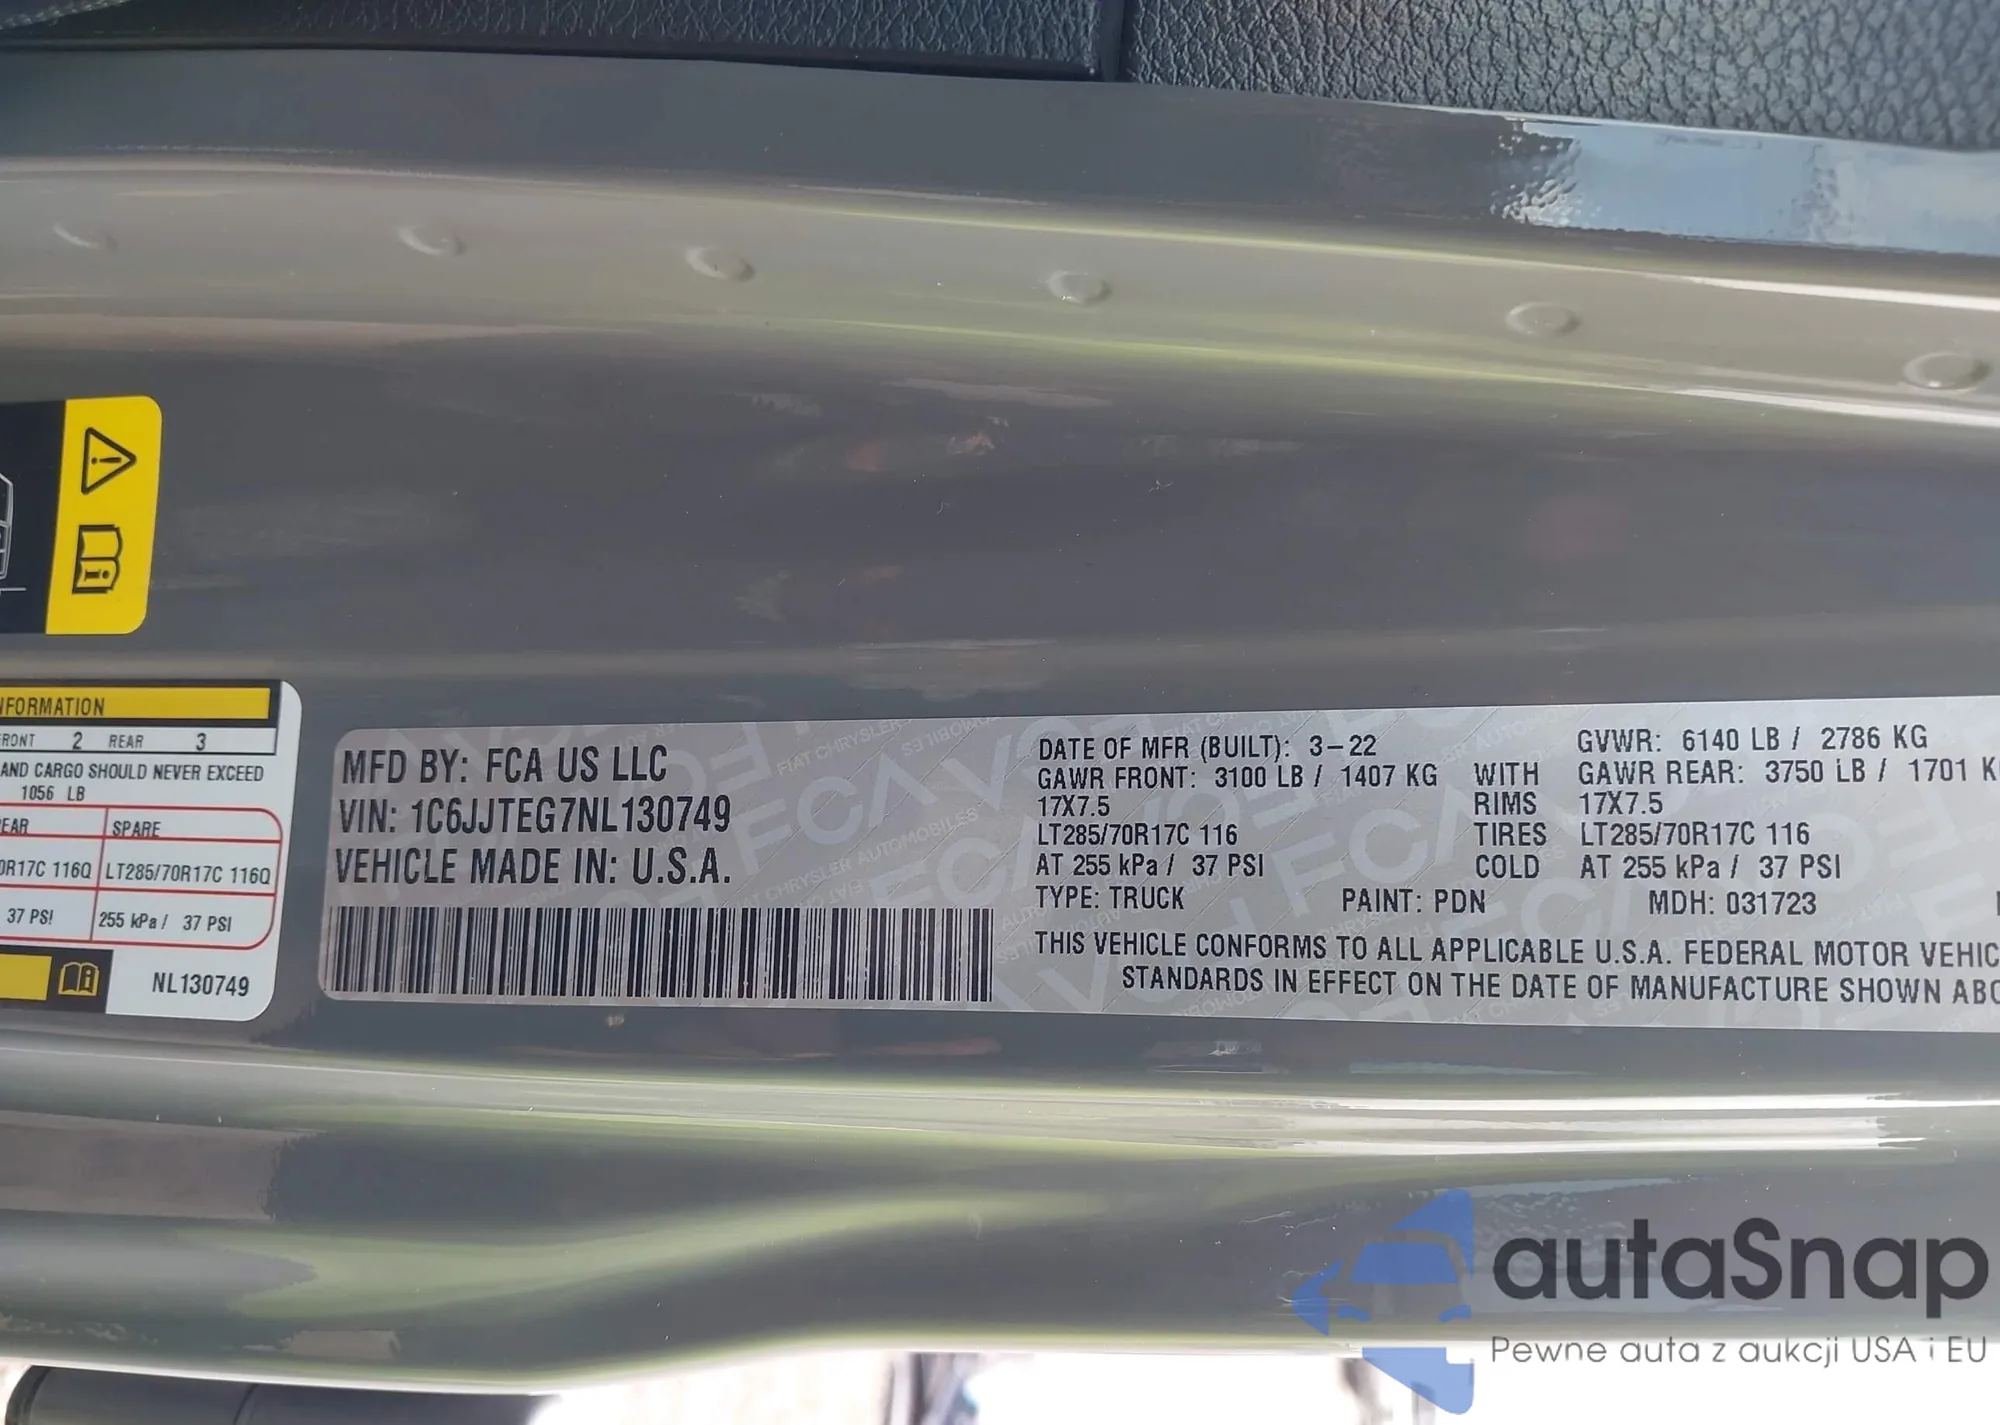 NFORMATION
RONT 2 REAR 3
AND CARGO SHOULD NEVER EXCEED
1056 LB
EAR SPARE
0R17C 116Q LT285/70R17C 116Q
37 PSI 255 kPa / 37 PSI
NL130749
MFD BY: FCA US LLC
VIN: 1C6JJTEG7NL130749
VEHICLE MADE IN: U.S.A.
DATE OF MFR (BUILT): 3-22 GVWR: 6140 LB / 2786 KG
GAWR FRONT: 3100 LB / 1407 KG WITH GAWR REAR: 3750 LB / 1701 K
17X7.5 RIMS 17X7.5
LT285/70R17C 116 TIRES LT285/70R17C 116
AT 255 kPa / 37 PSI COLD AT 255 kPa / 37 PSI
TYPE: TRUCK PAINT: PDN MDH: 031723
THIS VEHICLE CONFORMS TO ALL APPLICABLE U.S.A. FEDERAL MOTOR VEHIC
STANDARDS IN EFFECT ON THE DATE OF MANUFACTURE SHOWN ABO
autaSnap
Pewne auta z aukcji USA i EU